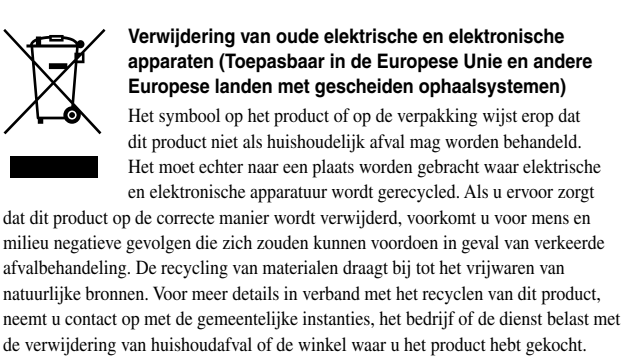 Verwijdering van oude elektrische en elektronische
apparaten (Toepasbaar in de Europese Unie en andere
Europese landen met gescheiden ophaalsystemen)
Het symbool op het product of op de verpakking wijst erop dat
dit product niet als huishoudelijk afval mag worden behandeld.
Het moet echter naar een plaats worden gebracht waar elektrische
en elektronische apparatuur wordt gerecycled. Als u ervoor zorgt
dat dit product op de correcte manier wordt verwijderd, voorkomt u voor mens en
milieu negatieve gevolgen die zich zouden kunnen voordoen in geval van verkeerde
afvalbehandeling. De recycling van materialen draagt bij tot het vrijwaren van
natuurlijke bronnen. Voor meer details in verband met het recyclen van dit product,
neemt u contact op met de gemeentelijke instanties, het bedrijf of de dienst belast met
de verwijdering van huishoudafval of de winkel waar u het product hebt gekocht.